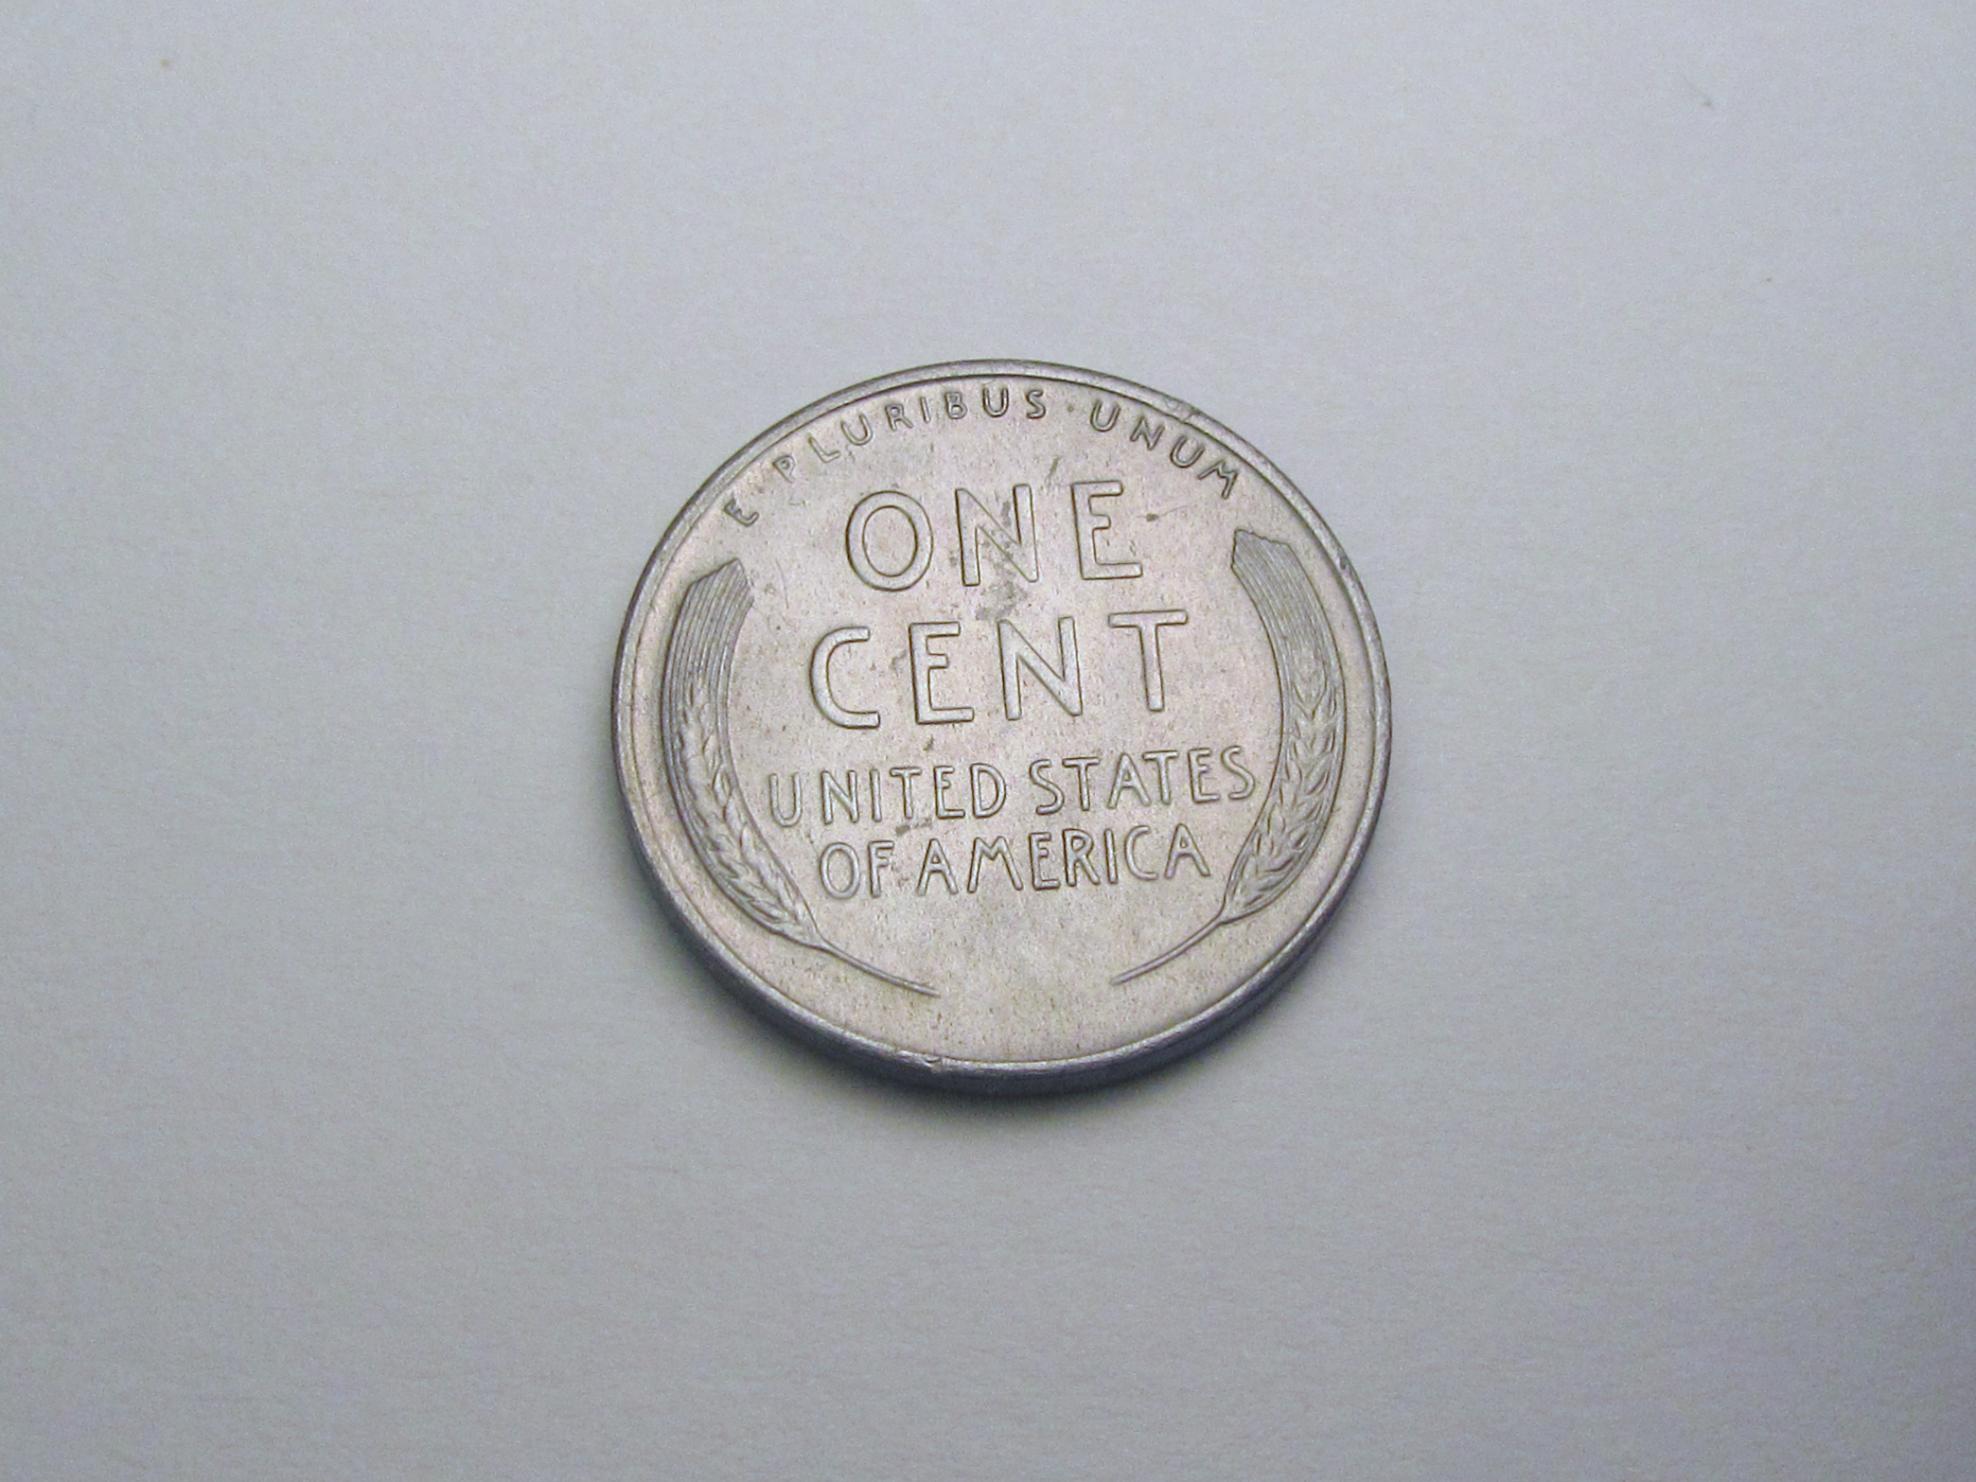 E PLURIBUS · UNUM
ONE
CENT
UNITED STATES
OF AMERICA